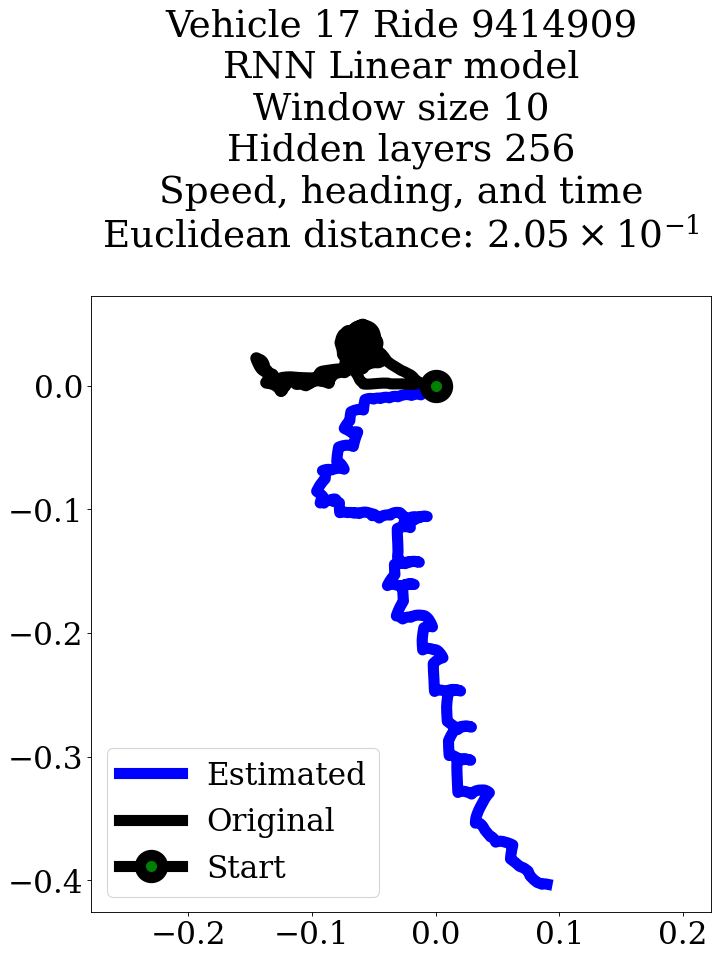 Vehicle 17 Ride 9414909
RNN Linear model
Window size 10
Hidden layers 256
Speed, heading, and time
Euclidean distance: 2.05 × 10⁻¹
0.0
−0.1
−0.2
−0.3
−0.4
Estimated
Original
Start
−0.2 −0.1 0.0 0.1 0.2